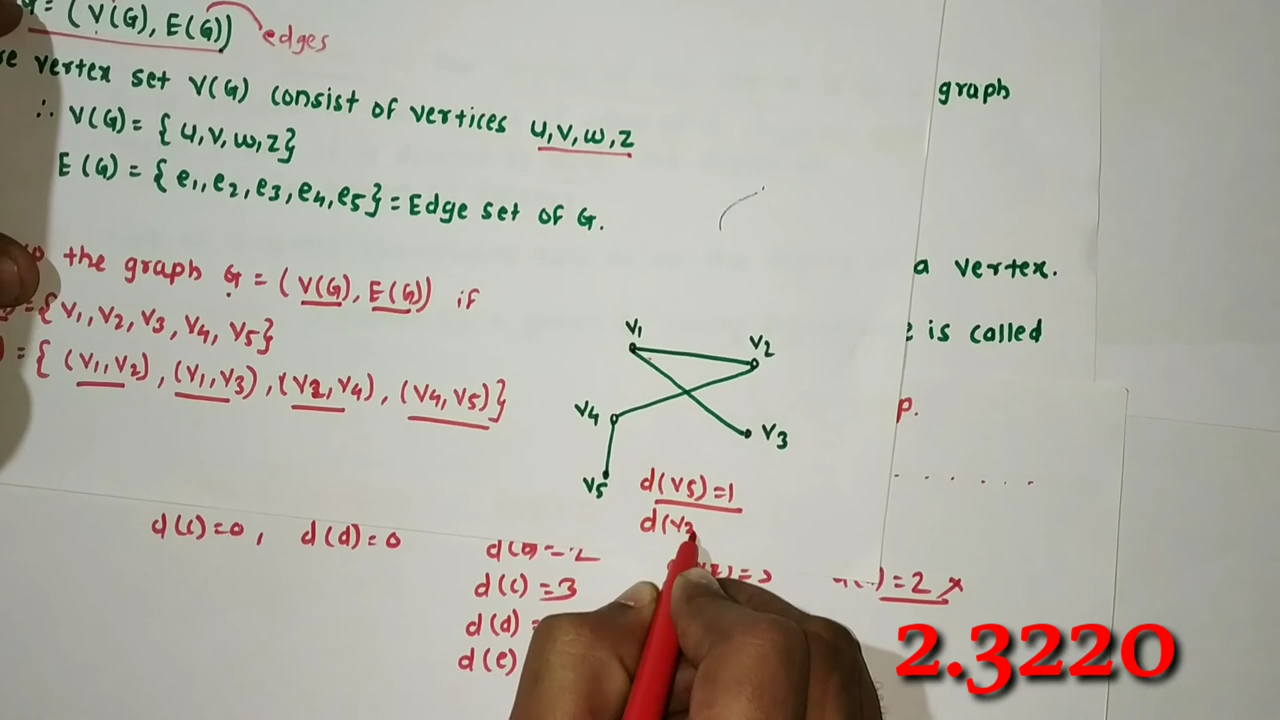 = (V(G), E(G)) edges
vertex set V(G) consist of vertices u, v, w, z
∴ V(G) = {u, v, w, z}
E(G) = {e1, e2, e3, e4, e5} = Edge set of G.
the graph G = (V(G), E(G)) if
= {v1, v2, v3, v4, v5}
= {(v1, v2), (v1, v3), (v2, v4), (v4, v5)}
graph
a vertex.
is called
p.
v1
v2
v4
v3
v5
d(v5) = 1
d(v3
d(c) = 0, d(d) = 0
d(c) = 3
d(d) =
d(e)
) = 2
2.3220